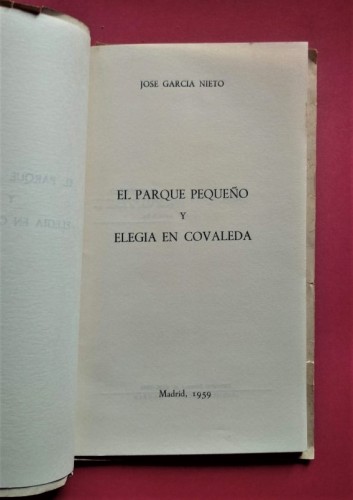 JOSE GARCIA NIETO
EL PARQUE PEQUEÑO
Y
ELEGIA EN COVALEDA
Madrid, 1959